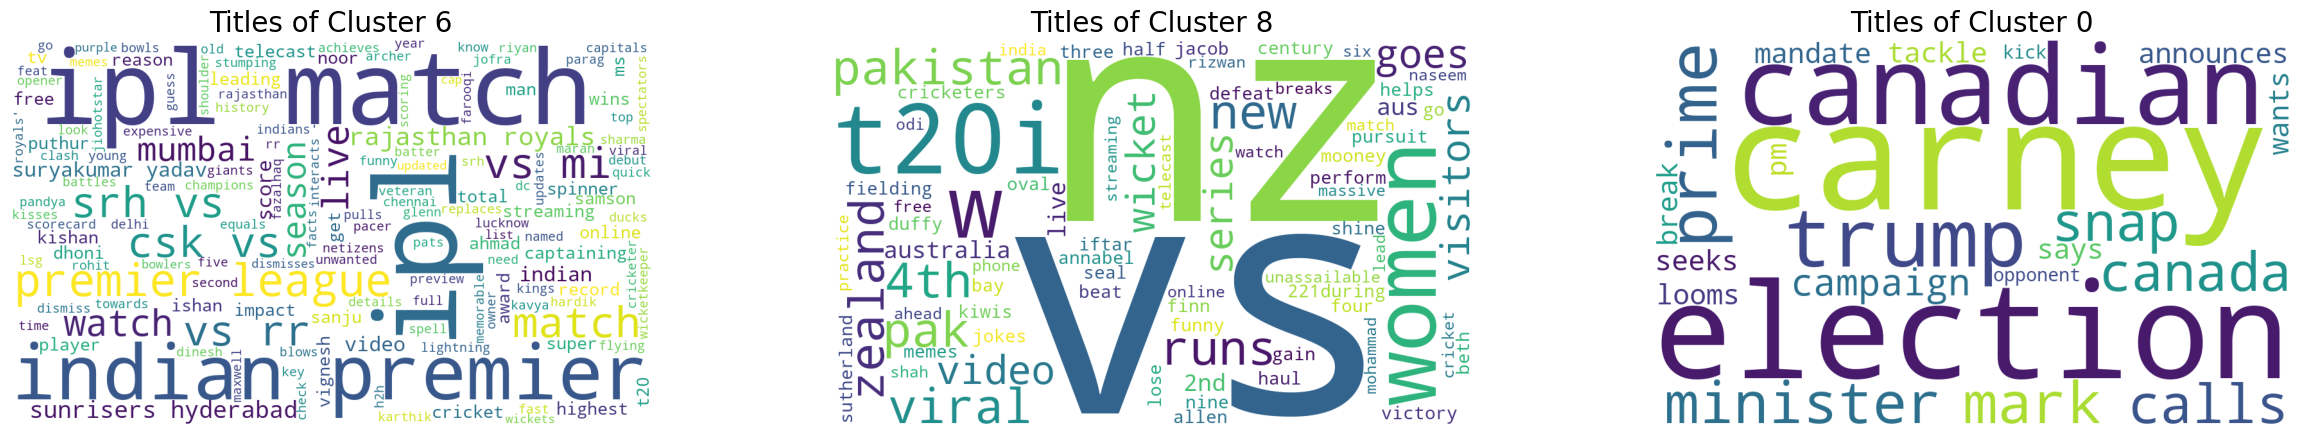 Titles of Cluster 6
go purple bowls old telecast achieves year know riyan capitals
tv memes reason stumping noor archer jofra parag ms
feat leading cap
opener ipl match
free rajasthan man wins
history top
jiohotstar guess shoulder scoring farooqi spectators
royals' look expensive indians' rajasthan royals sharma
puthur rr live batter maran viral
clash young mumbai funny srh vs mi debut
suryakumar yadav giants updated quick
battles team champions score season ipl veteran total dc updates spinner
pandya fazalhaq facts interacts chennai samson
kisses srh vs glenn replaces streaming ducks
scorecard delhi equals get pulls lucknow online
kishan csk vs pacer list named
dhoni netizens pats ahmad captaining
lsg rohit bowlers five dismisses unwanted need
premier league second preview indian cricketer
dismiss towards ishan impact details full award kings record
time sanju memorable owner kavya hardik
watch vs rr spell match wicketkeeper
player dinesh blows video lightning super flying
indian premier
vignesh key check maxwell
sunrisers hyderabad h2h karthik cricket fast wickets highest t20
Titles of Cluster 8
india three half jacob century six goes
pakistan rizwan naseem
cricketers nz defeat breaks helps
t20i odi new aus go
wicket streaming telecast match pursuit
series watch mooney
fielding w oval perform
free live massive
duffy shine
zealand australia iftar annabel women visitors
practice phone seal lead unassailable
4th bay beat vs online 221during
ahead kiwis finn four
pak jokes funny
sutherland memes runs gain mohammad cricket beth
shah video lose 2nd haul
viral nine allen victory
Titles of Cluster 0
mandate tackle kick announces
prime canadian wants
carney
pm
break trump snap
seeks says
looms campaign opponent canada
election
minister mark calls